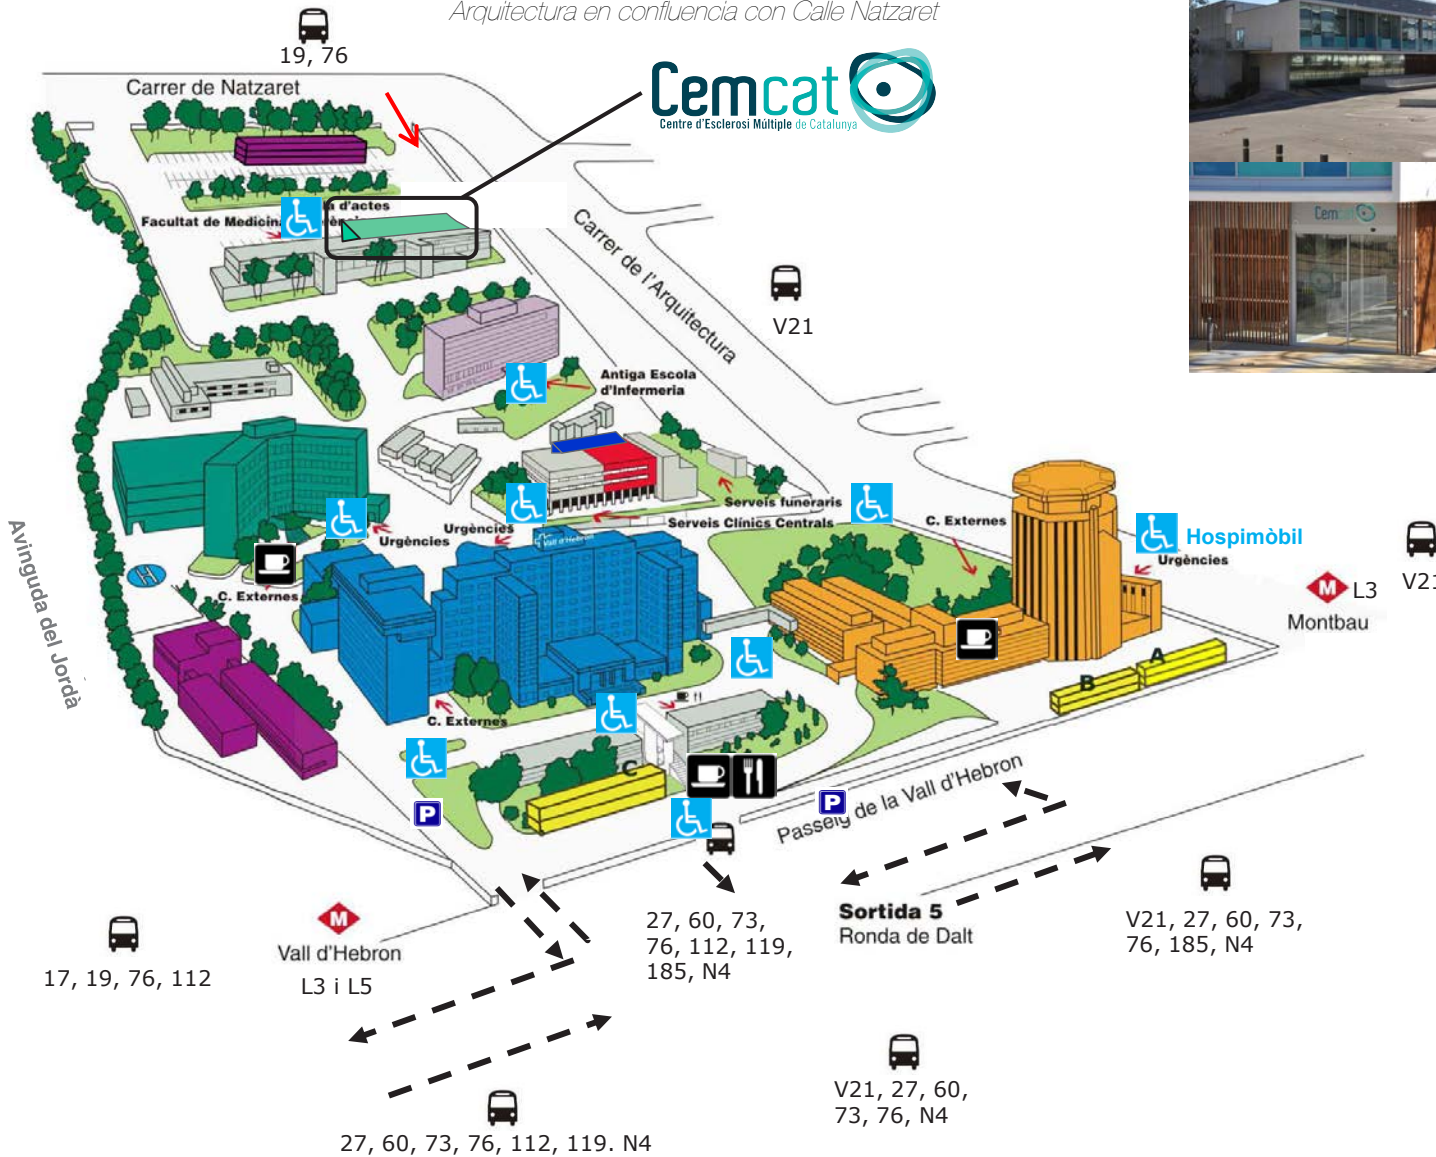 Arquitectura en confluencia con Calle Natzaret
19, 76
Carrer de Natzaret
Cemcat
Centre d'Esclerosi Múltiple de Catalunya
Cemcat
d'actes
Facultat de Medicina
Carrer de l'Arquitectura
V21
Antiga Escola
d'Infermeria
Serveis funeraris
Serveis Clínics Centrals
Urgències
Urgències
Vall d'Hebron
C. Externes
Hospimòbil
Urgències
M L3
Montbau
V21
H
C. Externes
Avinguda del Jordà
C. Externes
A
B
C
P
P
Passeig de la Vall d'Hebron
Sortida 5
Ronda de Dalt
27, 60, 73,
76, 112, 119,
185, N4
V21, 27, 60, 73,
76, 185, N4
M
Vall d'Hebron
L3 i L5
17, 19, 76, 112
V21, 27, 60,
73, 76, N4
27, 60, 73, 76, 112, 119. N4